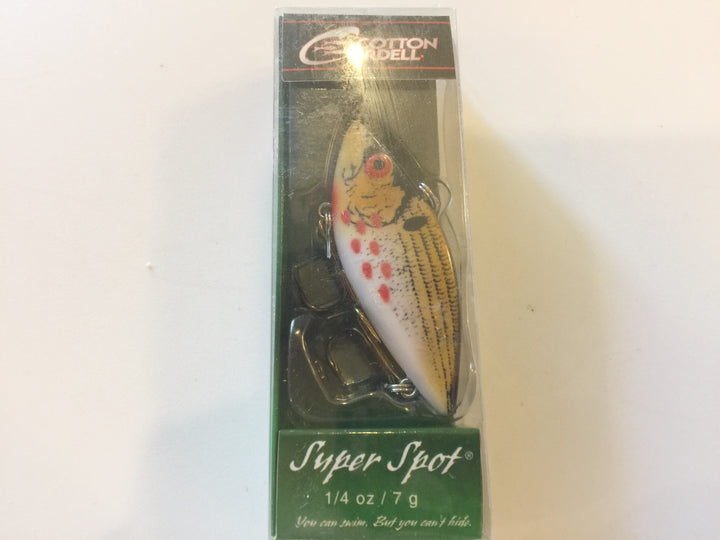 COTTON
CORDELL®
Super Spot®
1/4 oz / 7 g
You can swim. But you can't hide.